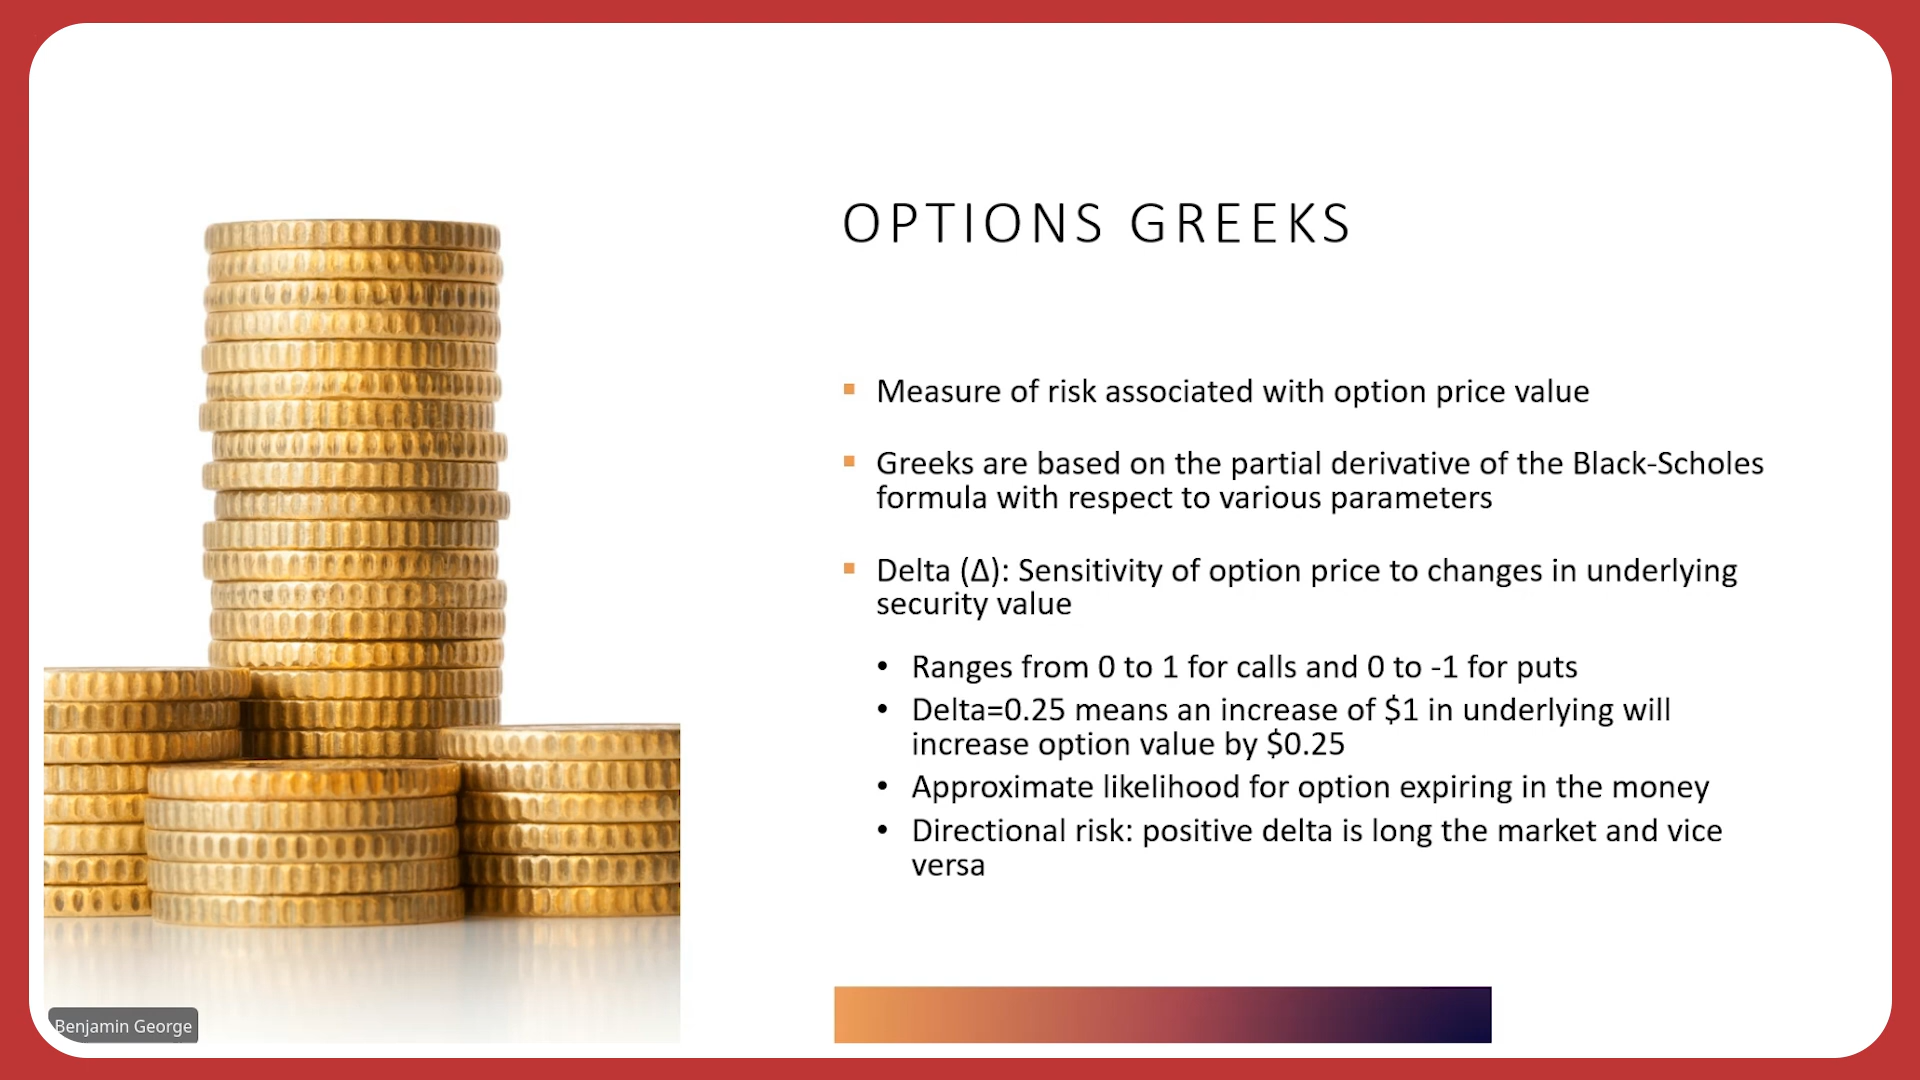 OPTIONS GREEKS
▪ Measure of risk associated with option price value
▪ Greeks are based on the partial derivative of the Black-Scholes
formula with respect to various parameters
▪ Delta (Δ): Sensitivity of option price to changes in underlying
security value
• Ranges from 0 to 1 for calls and 0 to -1 for puts
• Delta=0.25 means an increase of $1 in underlying will
increase option value by $0.25
• Approximate likelihood for option expiring in the money
• Directional risk: positive delta is long the market and vice
versa
Benjamin George